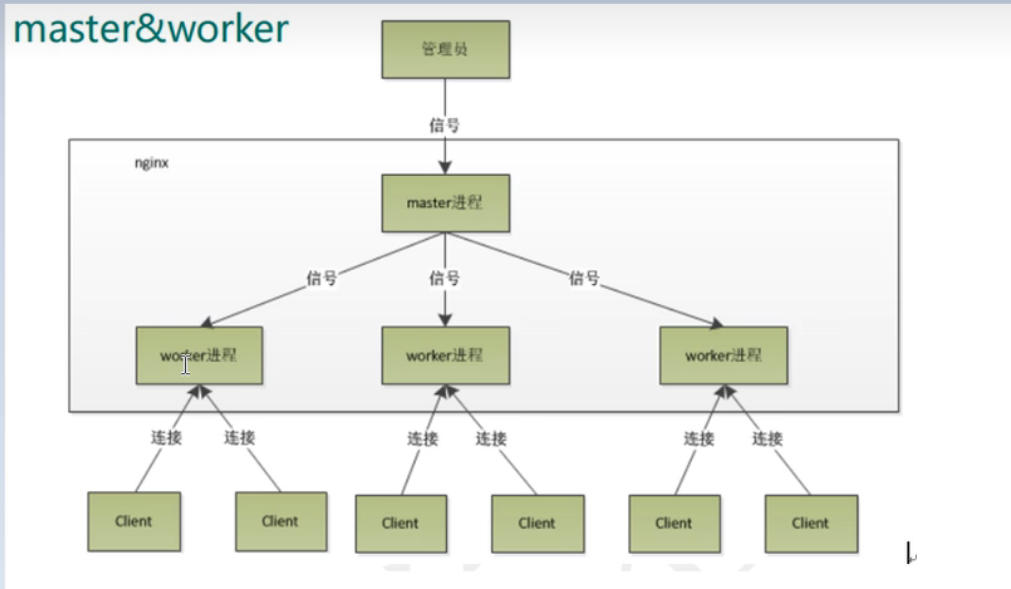 master&worker
管理员
信号
nginx
master进程
信号 信号 信号
worker进程 worker进程 worker进程
连接 连接 连接 连接 连接 连接
Client Client Client Client Client Client